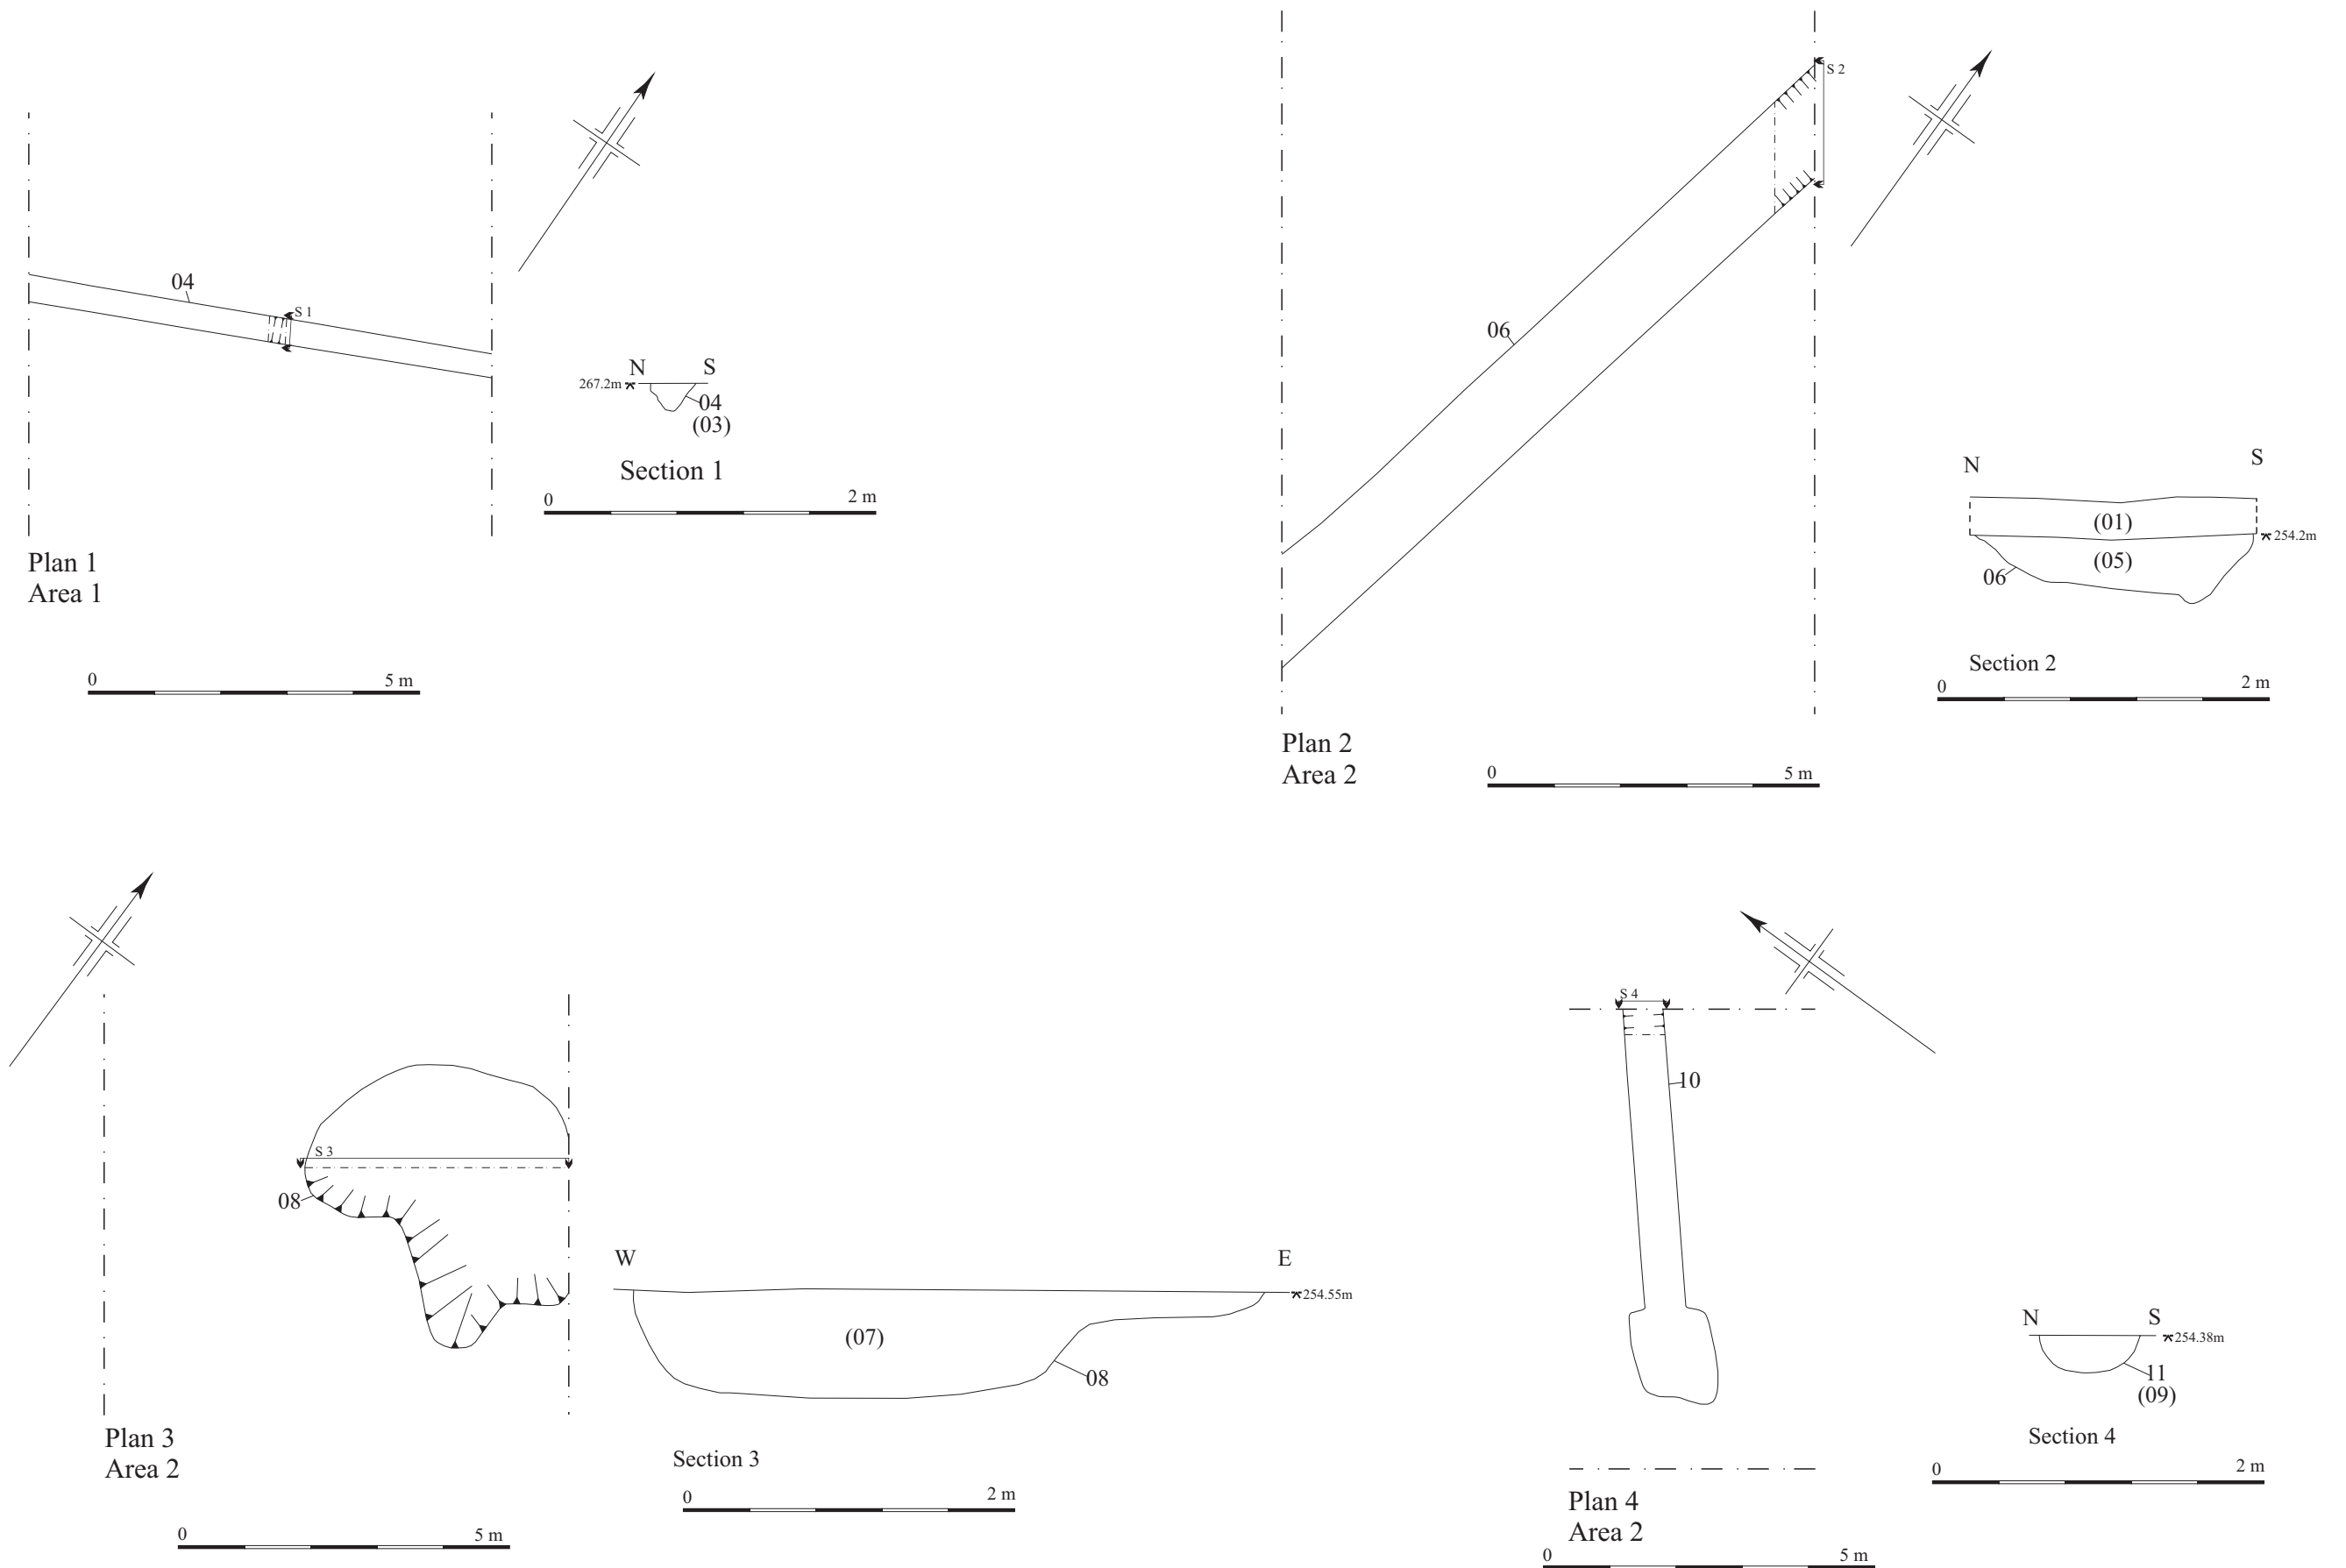 04
S 1
N S
267.2m
04
(03)
Section 1
0 2 m
Plan 1
Area 1
0 5 m
S 2
06
N S
(01)
254.2m
(05)
06
Section 2
0 2 m
Plan 2
Area 2
0 5 m
S 3
08
W E
254.55m
(07)
08
Plan 3
Area 2
Section 3
0 2 m
0 5 m
S 4
10
N S
254.38m
11
(09)
Section 4
0 2 m
Plan 4
Area 2
0 5 m